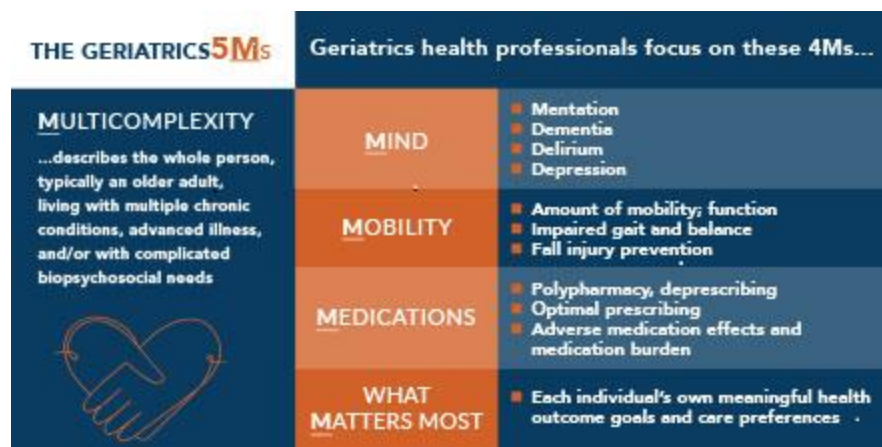 THE GERIATRICS5Ms
Geriatrics health professionals focus on these 4Ms...
MULTICOMPLEXITY
...describes the whole person,
typically an older adult,
living with multiple chronic
conditions, advanced illness,
and/or with complicated
biopsychosocial needs
MIND
Mentation
Dementia
Delirium
Depression
MOBILITY
Amount of mobility; function
Impaired gait and balance
Fall injury prevention
MEDICATIONS
Polypharmacy, deprescribing
Optimal prescribing
Adverse medication effects and
medication burden
WHAT
MATTERS MOST
Each individual's own meaningful health
outcome goals and care preferences